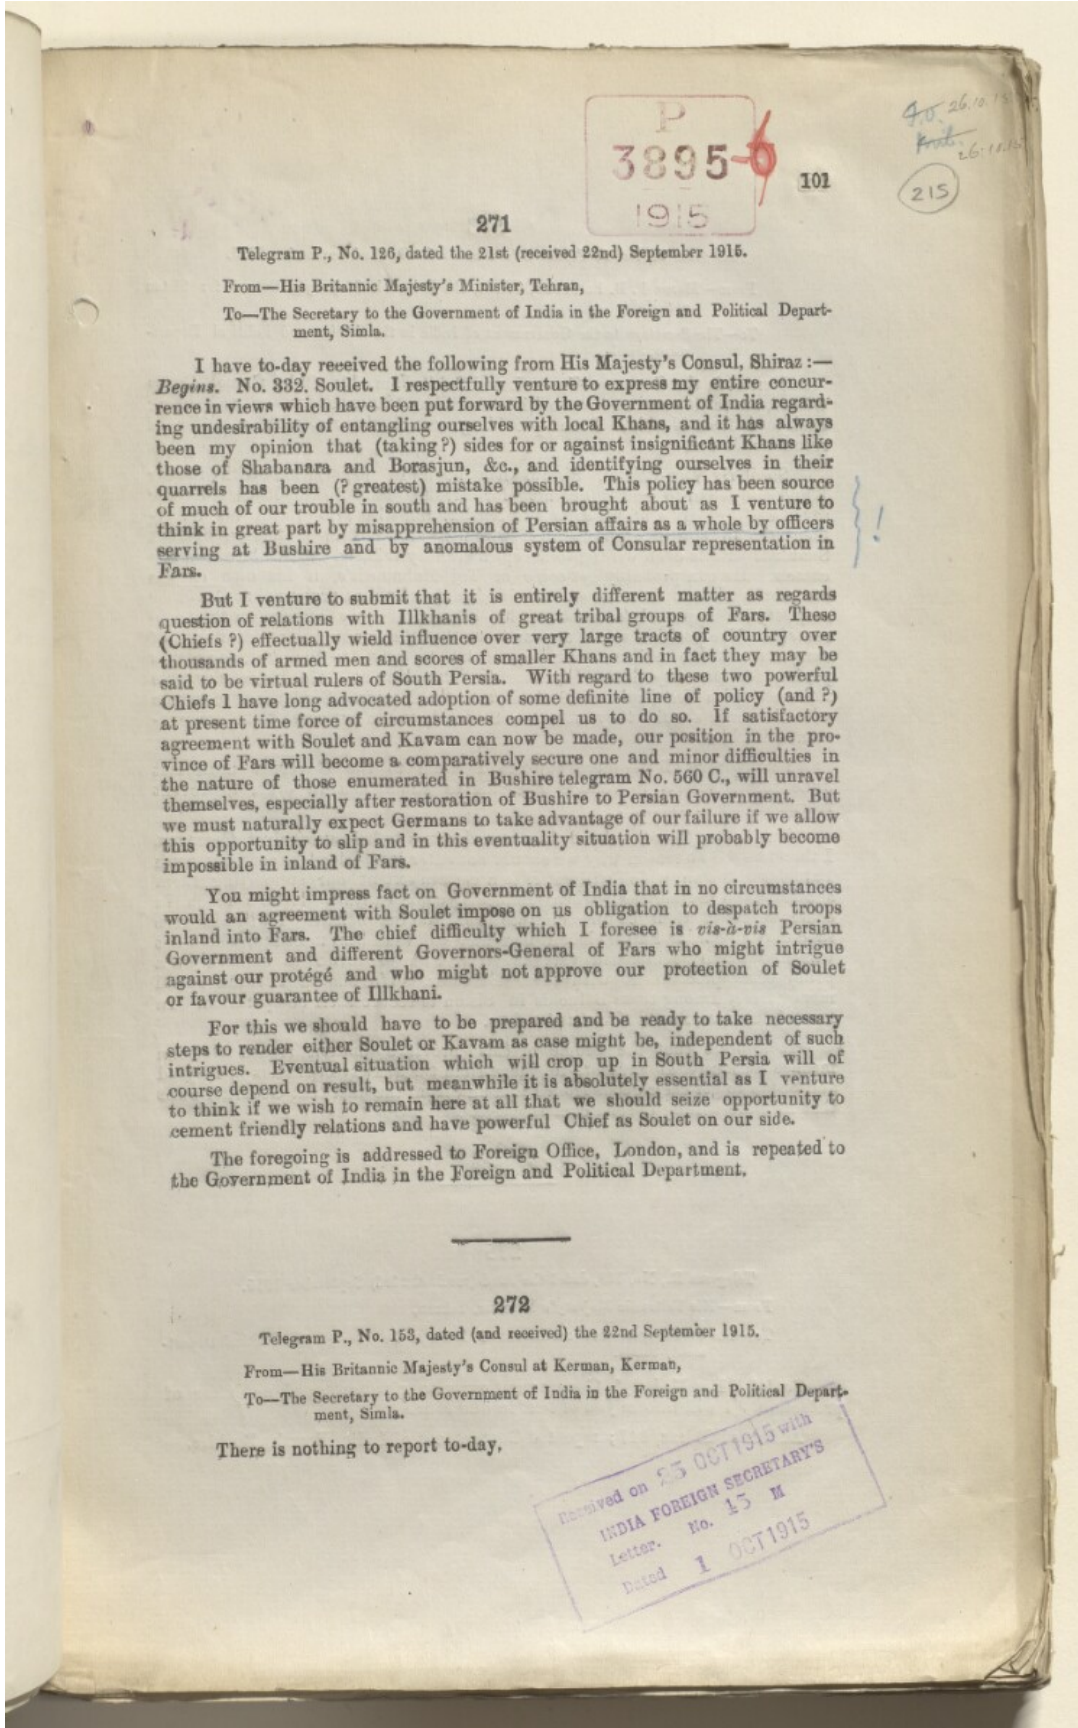 P
3895-6
1915
101
26.10.15
26.10.15
215
271
Telegram P., No. 126, dated the 21st (received 22nd) September 1915.
From—His Britannic Majesty's Minister, Tehran,
To—The Secretary to the Government of India in the Foreign and Political Depart-
ment, Simla.
I have to-day received the following from His Majesty's Consul, Shiraz :—
Begins. No. 332. Soulet. I respectfully venture to express my entire concur-
rence in views which have been put forward by the Government of India regard-
ing undesirability of entangling ourselves with local Khans, and it has always
been my opinion that (taking ?) sides for or against insignificant Khans like
those of Shabanara and Borasjun, &c., and identifying ourselves in their
quarrels has been (? greatest) mistake possible. This policy has been source
of much of our trouble in south and has been brought about as I venture to
think in great part by misapprehension of Persian affairs as a whole by officers
serving at Bushire and by anomalous system of Consular representation in
Fars.
!
But I venture to submit that it is entirely different matter as regards
question of relations with Illkhanis of great tribal groups of Fars. These
(Chiefs ?) effectually wield influence over very large tracts of country over
thousands of armed men and scores of smaller Khans and in fact they may be
said to be virtual rulers of South Persia. With regard to these two powerful
Chiefs I have long advocated adoption of some definite line of policy (and ?)
at present time force of circumstances compel us to do so. If satisfactory
agreement with Soulet and Kavam can now be made, our position in the pro-
vince of Fars will become a comparatively secure one and minor difficulties in
the nature of those enumerated in Bushire telegram No. 560 C., will unravel
themselves, especially after restoration of Bushire to Persian Government. But
we must naturally expect Germans to take advantage of our failure if we allow
this opportunity to slip and in this eventuality situation will probably become
impossible in inland of Fars.
You might impress fact on Government of India that in no circumstances
would an agreement with Soulet impose on us obligation to despatch troops
inland into Fars. The chief difficulty which I foresee is vis-à-vis Persian
Government and different Governors-General of Fars who might intrigue
against our protégé and who might not approve our protection of Soulet
or favour guarantee of Illkhani.
For this we should have to be prepared and be ready to take necessary
steps to render either Soulet or Kavam as case might be, independent of such
intrigues. Eventual situation which will crop up in South Persia will of
course depend on result, but meanwhile it is absolutely essential as I venture
to think if we wish to remain here at all that we should seize opportunity to
cement friendly relations and have powerful Chief as Soulet on our side.
The foregoing is addressed to Foreign Office, London, and is repeated to
the Government of India in the Foreign and Political Department.
272
Telegram P., No. 153, dated (and received) the 22nd September 1915.
From—His Britannic Majesty's Consul at Kerman, Kerman,
To—The Secretary to the Government of India in the Foreign and Political Depart-
ment, Simla.
There is nothing to report to-day.
Received on 25 OCT 1915 with
INDIA FOREIGN SECRETARY'S
Letter. No. 43 M
Dated 1 OCT 1915